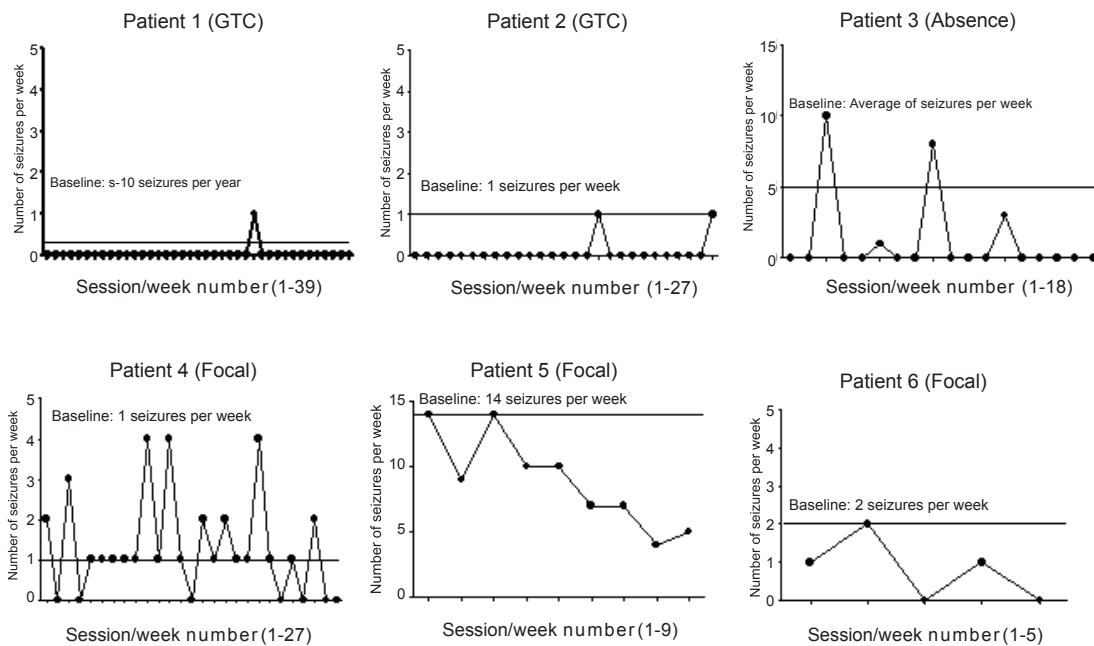 Patient 1 (GTC)
Number of seizures per week
5
4
3
2
1
0
Baseline: s-10 seizures per year
Session/week number (1-39)
Patient 2 (GTC)
Number of seizures per week
5
4
3
2
1
0
Baseline: 1 seizures per week
Session/week number (1-27)
Patient 3 (Absence)
Number of seizures per week
15
10
5
0
Baseline: Average of seizures per week
Session/week number (1-18)
Patient 4 (Focal)
Number of seizures per week
5
4
3
2
1
0
Baseline: 1 seizures per week
Session/week number (1-27)
Patient 5 (Focal)
Number of seizures per week
15
10
5
0
Baseline: 14 seizures per week
Session/week number (1-9)
Patient 6 (Focal)
Number of seizures per week
5
4
3
2
1
0
Baseline: 2 seizures per week
Session/week number (1-5)